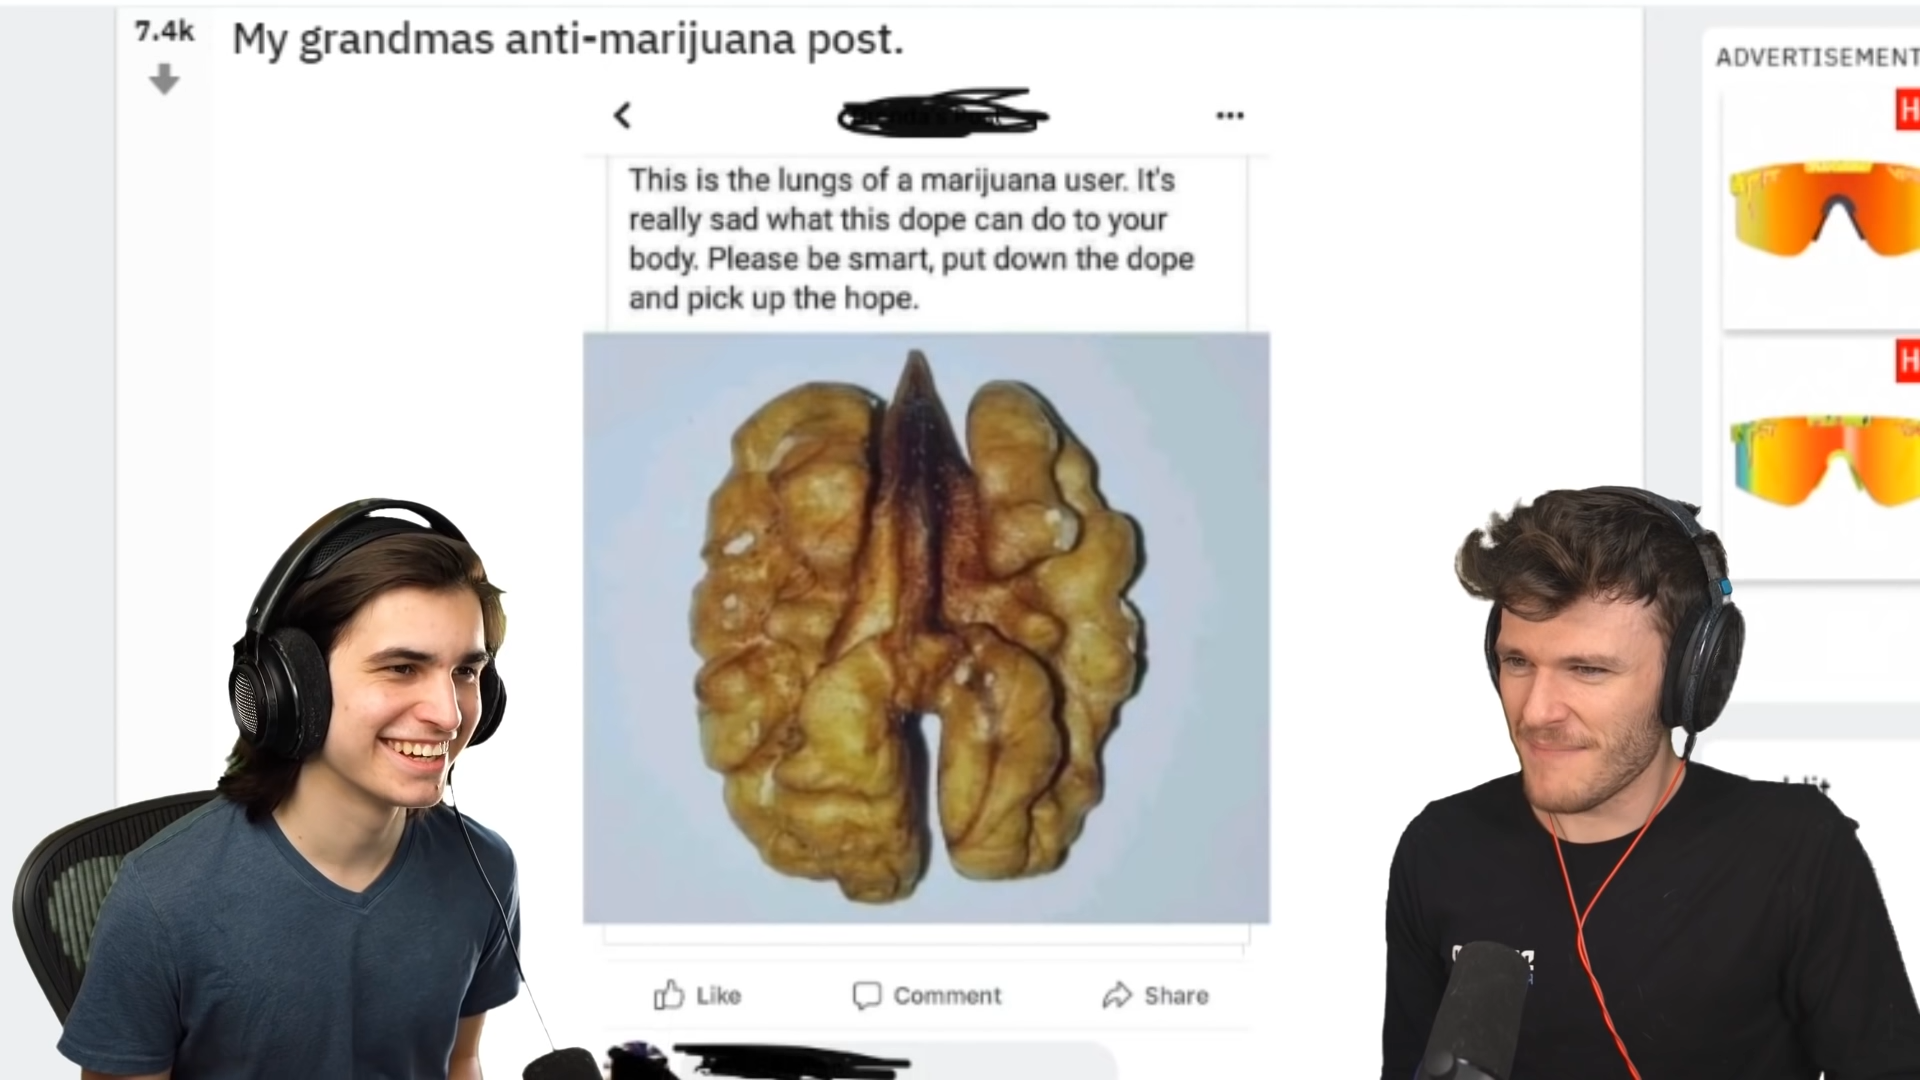 7.4k
My grandmas anti-marijuana post.
ADVERTISEMENT
H
This is the lungs of a marijuana user. It's
really sad what this dope can do to your
body. Please be smart, put down the dope
and pick up the hope.
H
Like
Comment
Share